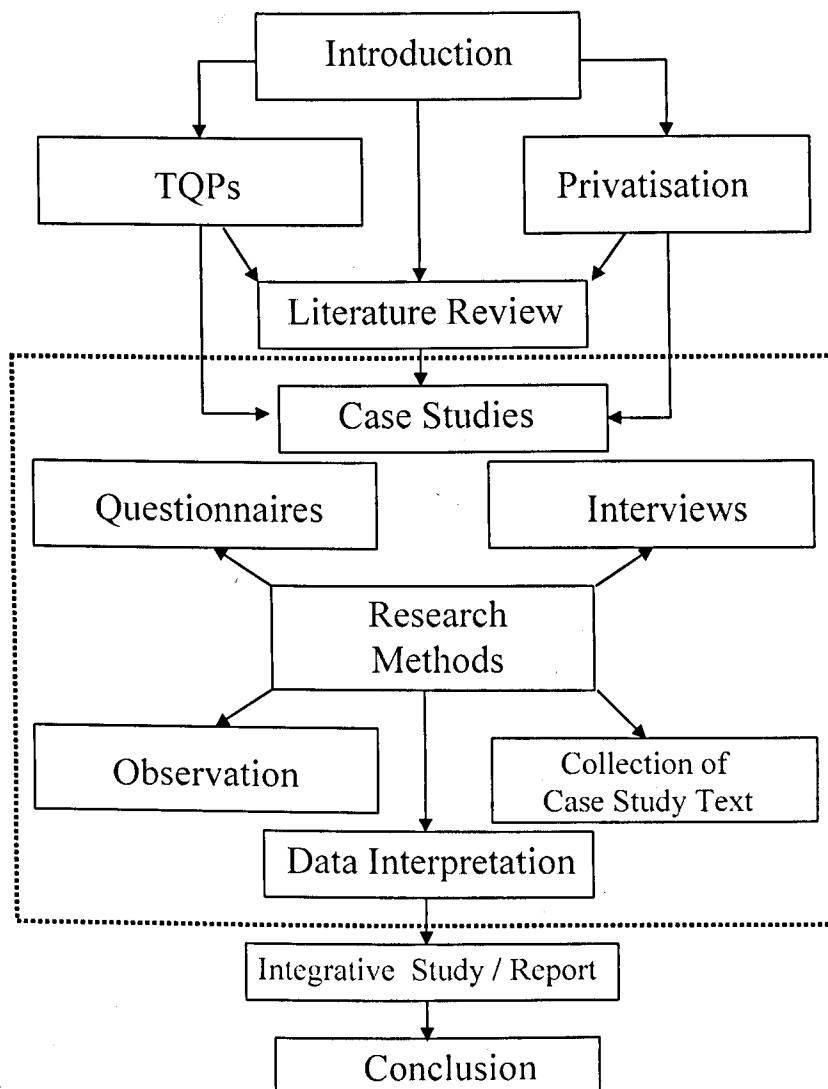 Introduction
TQPs
Privatisation
Literature Review
Case Studies
Questionnaires
Interviews
Research
Methods
Observation
Collection of
Case Study Text
Data Interpretation
Integrative Study / Report
Conclusion